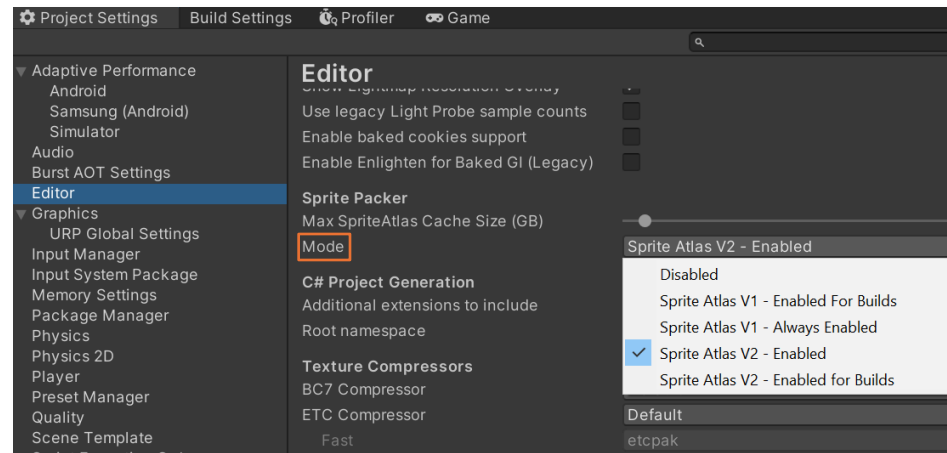 Project Settings Build Settings Profiler Game
Adaptive Performance
Android
Samsung (Android)
Simulator
Audio
Burst AOT Settings
Editor
Graphics
URP Global Settings
Input Manager
Input System Package
Memory Settings
Package Manager
Physics
Physics 2D
Player
Preset Manager
Quality
Scene Template
Editor
Show Lightmap Resolution Overlay
Use legacy Light Probe sample counts
Enable baked cookies support
Enable Enlighten for Baked GI (Legacy)
Sprite Packer
Max SpriteAtlas Cache Size (GB)
Mode Sprite Atlas V2 - Enabled
Disabled
Sprite Atlas V1 - Enabled For Builds
Sprite Atlas V1 - Always Enabled
Sprite Atlas V2 - Enabled
Sprite Atlas V2 - Enabled for Builds
C# Project Generation
Additional extensions to include
Root namespace
Texture Compressors
BC7 Compressor
ETC Compressor Default
Fast etcpak